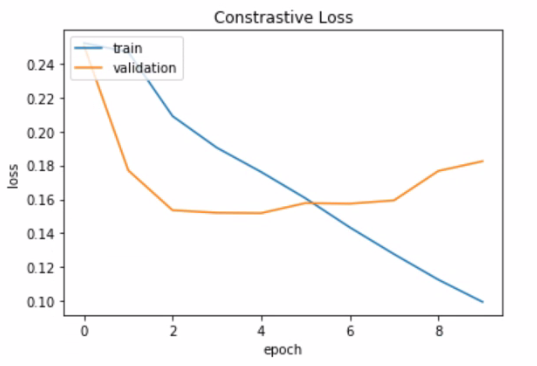 Constrastive Loss
train
validation
0.24
0.22
0.20
0.18
0.16
0.14
0.12
0.10
loss
0 2 4 6 8
epoch